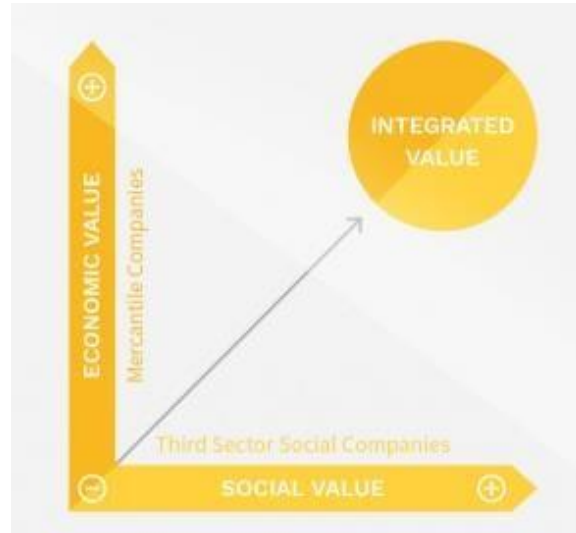 INTEGRATED
VALUE
ECONOMIC VALUE
Mercantile Companies
Third Sector Social Companies
SOCIAL VALUE